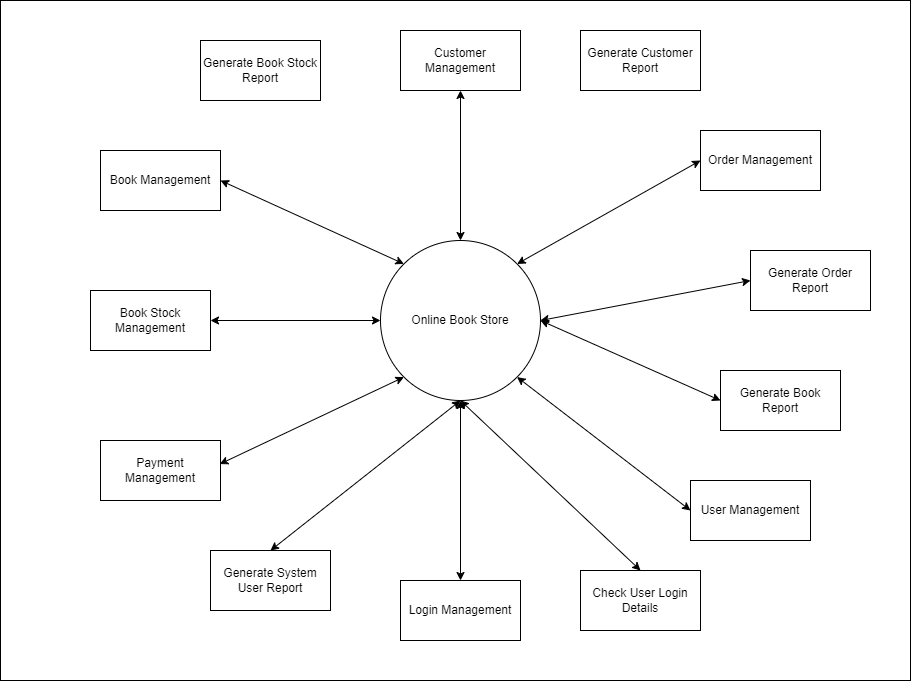 Generate Book Stock
Report
Customer
Management
Generate Customer
Report
Order Management
Book Management
Generate Order
Report
Book Stock
Management
Online Book Store
Generate Book
Report
Payment
Management
User Management
Generate System
User Report
Login Management
Check User Login
Details